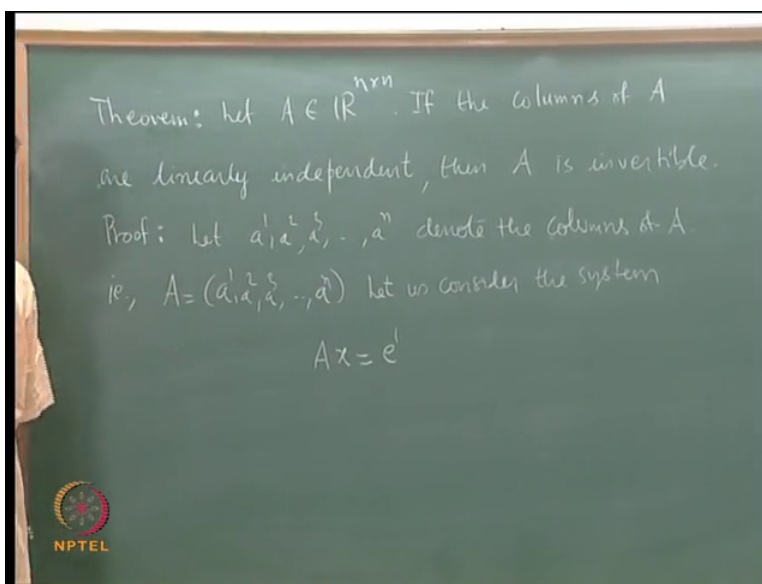 Theorem: Let A ∈ ℝⁿˣⁿ. If the columns of A
are linearly independent, then A is invertible.
Proof: Let a¹, a², a³, .., aⁿ denote the columns of A.
ie., A = (a¹, a², a³, .., aⁿ) Let us consider the system
Ax = e¹
NPTEL